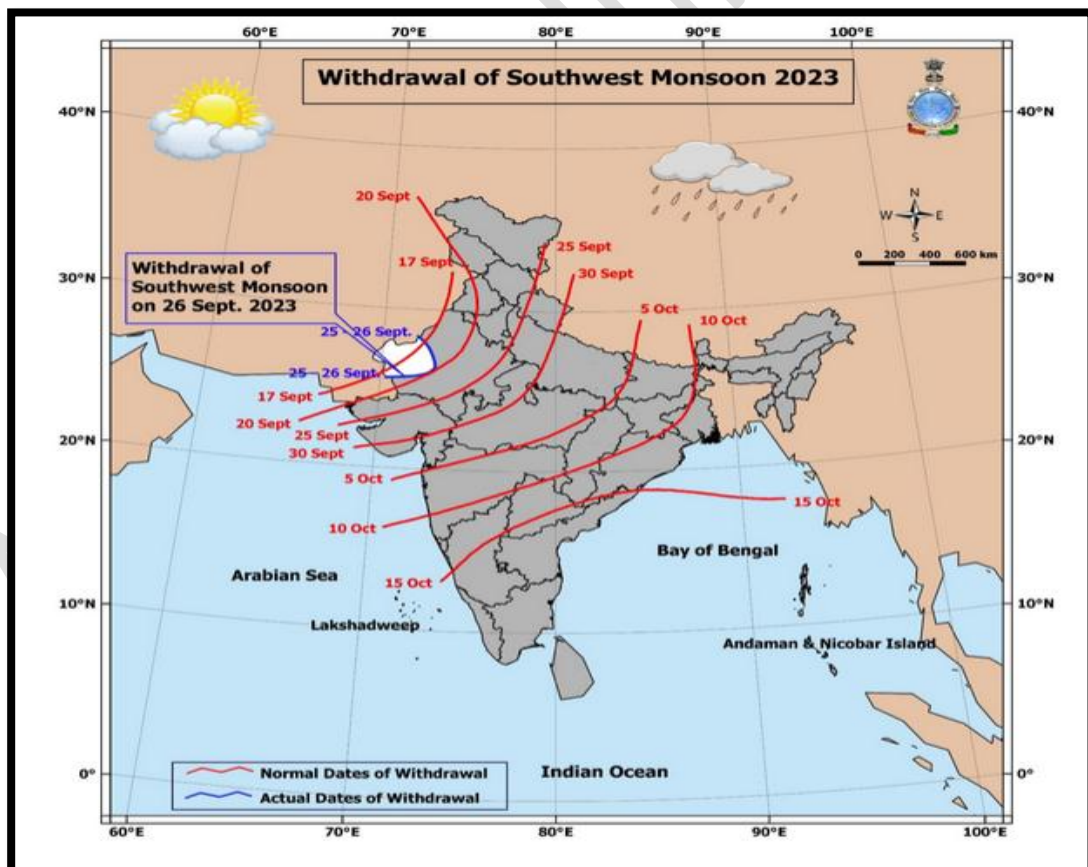 60°E 70°E 80°E 90°E 100°E
Withdrawal of Southwest Monsoon 2023
40°N 40°N
N
W E
S
20 Sept
0 200 400 600 km
25 Sept
17 Sept
Withdrawal of
Southwest Monsoon
on 26 Sept. 2023
30 Sept
30°N 30°N
5 Oct
10 Oct
25 - 26 Sept.
25 - 26 Sept.
17 Sept
20 Sept
25 Sept
20°N 20°N
30 Sept
5 Oct
15 Oct
10 Oct
Bay of Bengal
Arabian Sea
15 Oct
10°N 10°N
Lakshadweep
Andaman & Nicobar Island
Normal Dates of Withdrawal
Indian Ocean
0° 0°
Actual Dates of Withdrawal
60°E 70°E 80°E 90°E 100°E